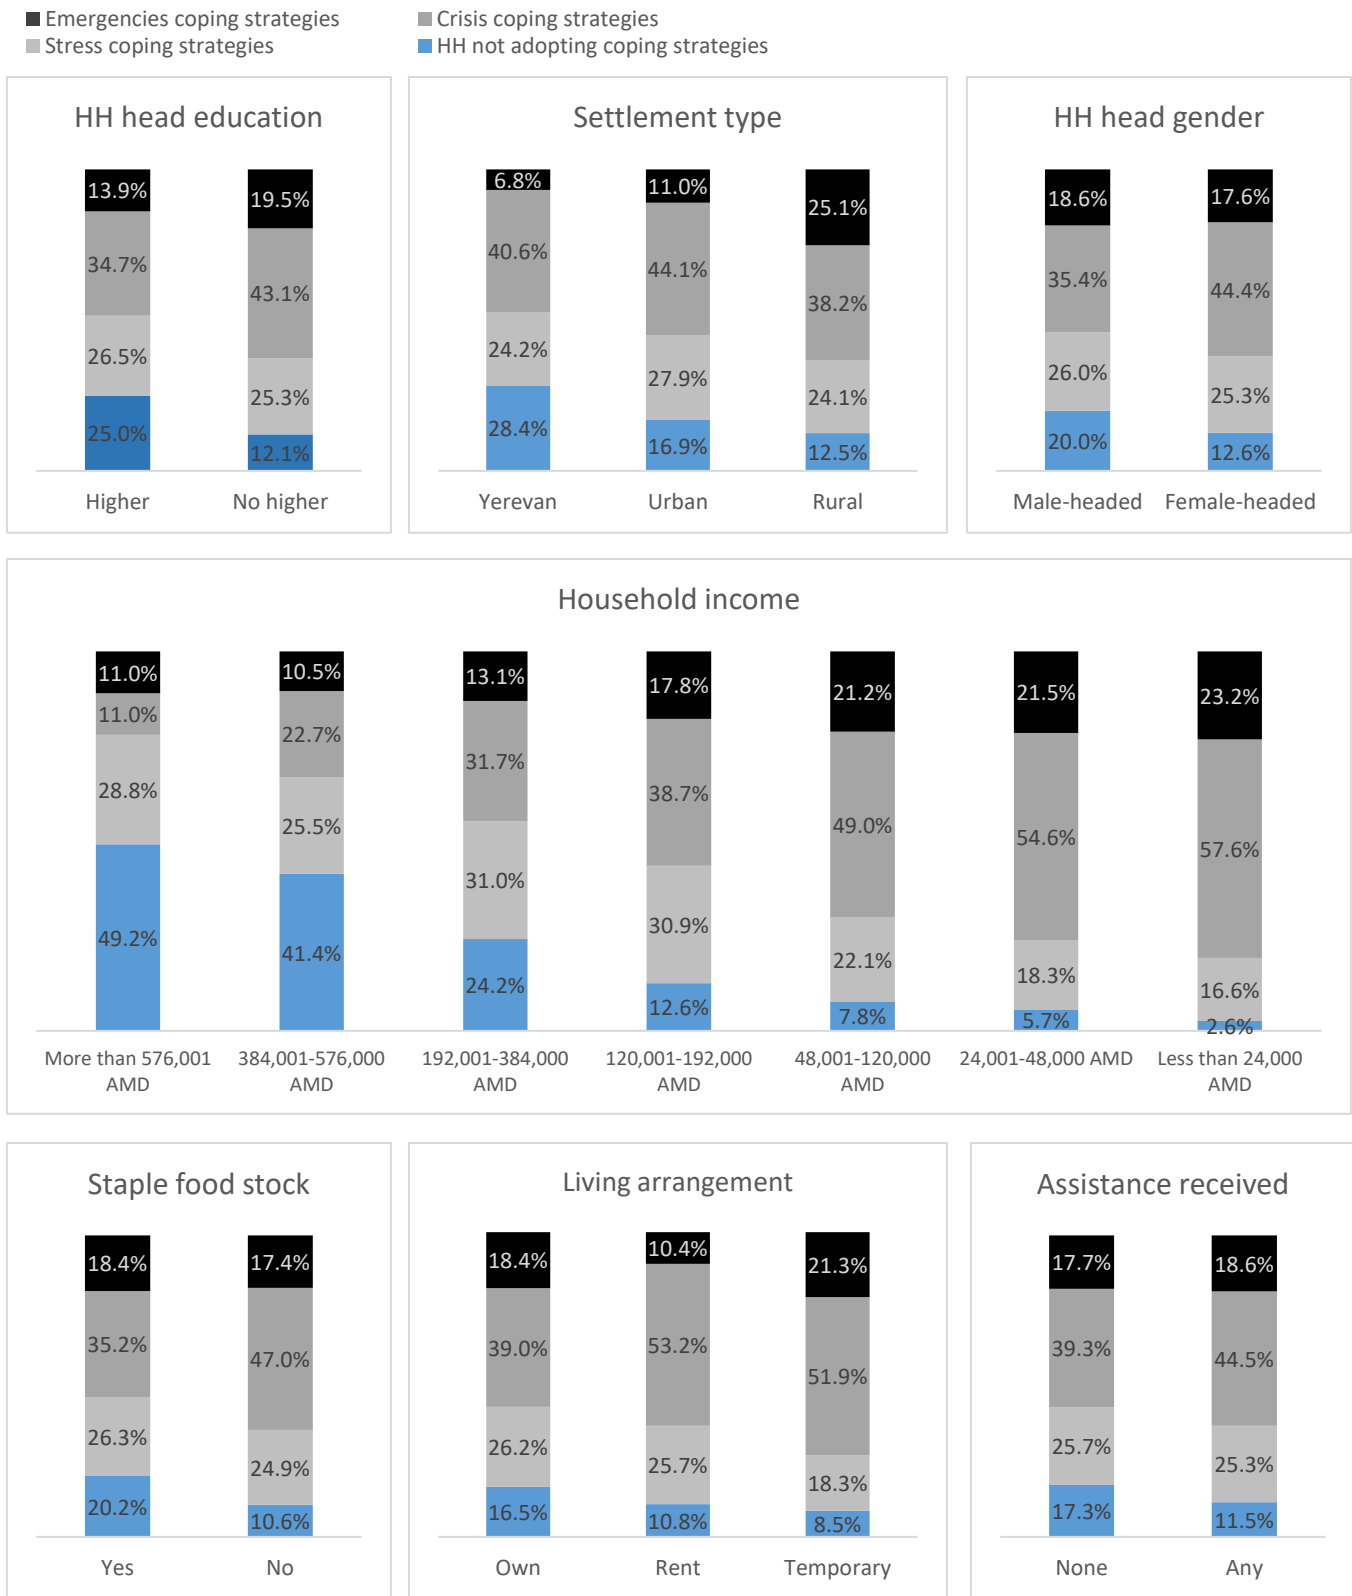 Emergencies coping strategies
Crisis coping strategies
Stress coping strategies
HH not adopting coping strategies
HH head education
13.9%
19.5%
34.7%
43.1%
26.5%
25.3%
25.0%
12.1%
Higher
No higher
Settlement type
6.8%
11.0%
25.1%
40.6%
44.1%
38.2%
24.2%
27.9%
24.1%
28.4%
16.9%
12.5%
Yerevan
Urban
Rural
HH head gender
18.6%
17.6%
35.4%
44.4%
26.0%
25.3%
20.0%
12.6%
Male-headed
Female-headed
Household income
11.0%
10.5%
13.1%
17.8%
21.2%
21.5%
23.2%
11.0%
22.7%
31.7%
38.7%
49.0%
54.6%
57.6%
28.8%
25.5%
31.0%
30.9%
22.1%
18.3%
16.6%
49.2%
41.4%
24.2%
12.6%
7.8%
5.7%
2.6%
More than 576,001
AMD
384,001-576,000
AMD
192,001-384,000
AMD
120,001-192,000
AMD
48,001-120,000
AMD
24,001-48,000 AMD
Less than 24,000
AMD
Staple food stock
18.4%
17.4%
35.2%
47.0%
26.3%
24.9%
20.2%
10.6%
Yes
No
Living arrangement
18.4%
10.4%
21.3%
39.0%
53.2%
51.9%
26.2%
25.7%
18.3%
16.5%
10.8%
8.5%
Own
Rent
Temporary
Assistance received
17.7%
18.6%
39.3%
44.5%
25.7%
25.3%
17.3%
11.5%
None
Any